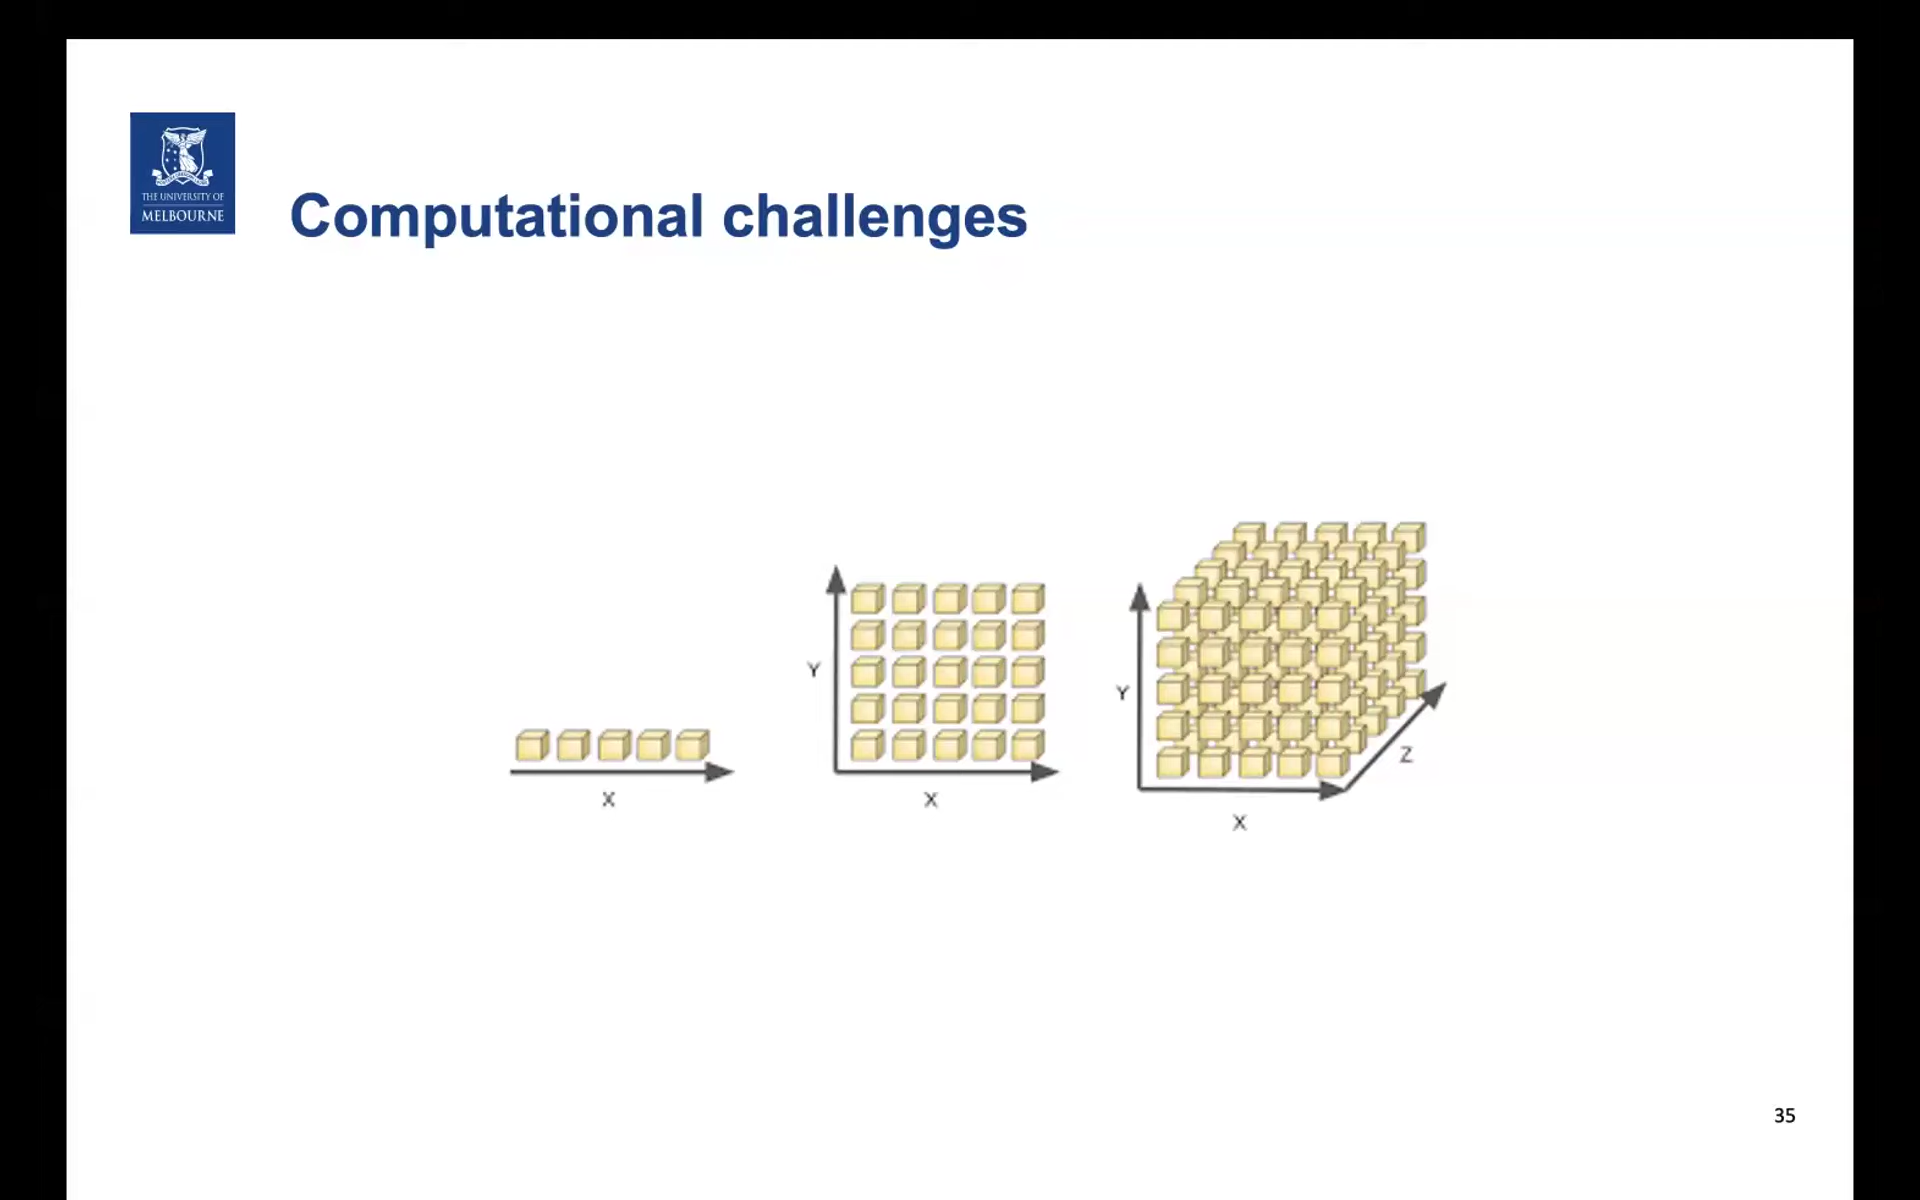 THE UNIVERSITY OF
MELBOURNE
Computational challenges
X
Y
X
Y
Z
X
35